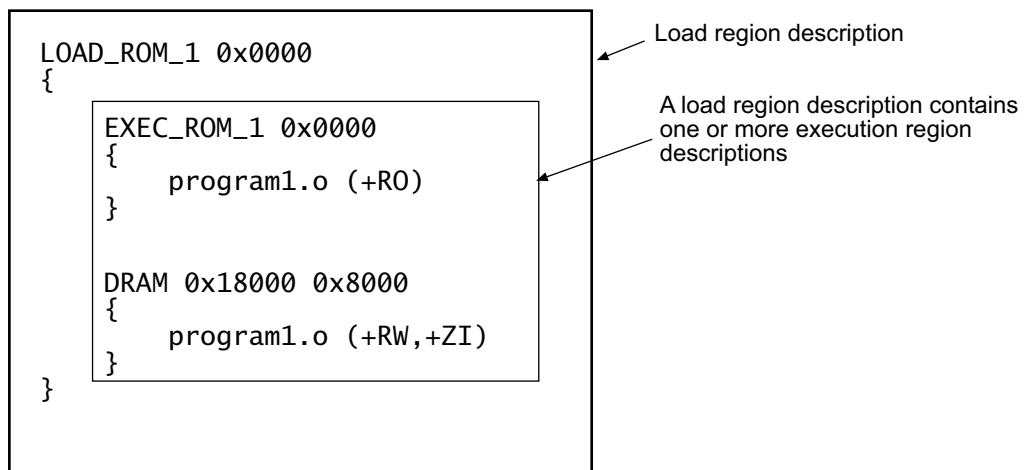 LOAD_ROM_1 0x0000
{
EXEC_ROM_1 0x0000
{
program1.o (+RO)
}
DRAM 0x18000 0x8000
{
program1.o (+RW,+ZI)
}
}
Load region description
A load region description contains
one or more execution region
descriptions